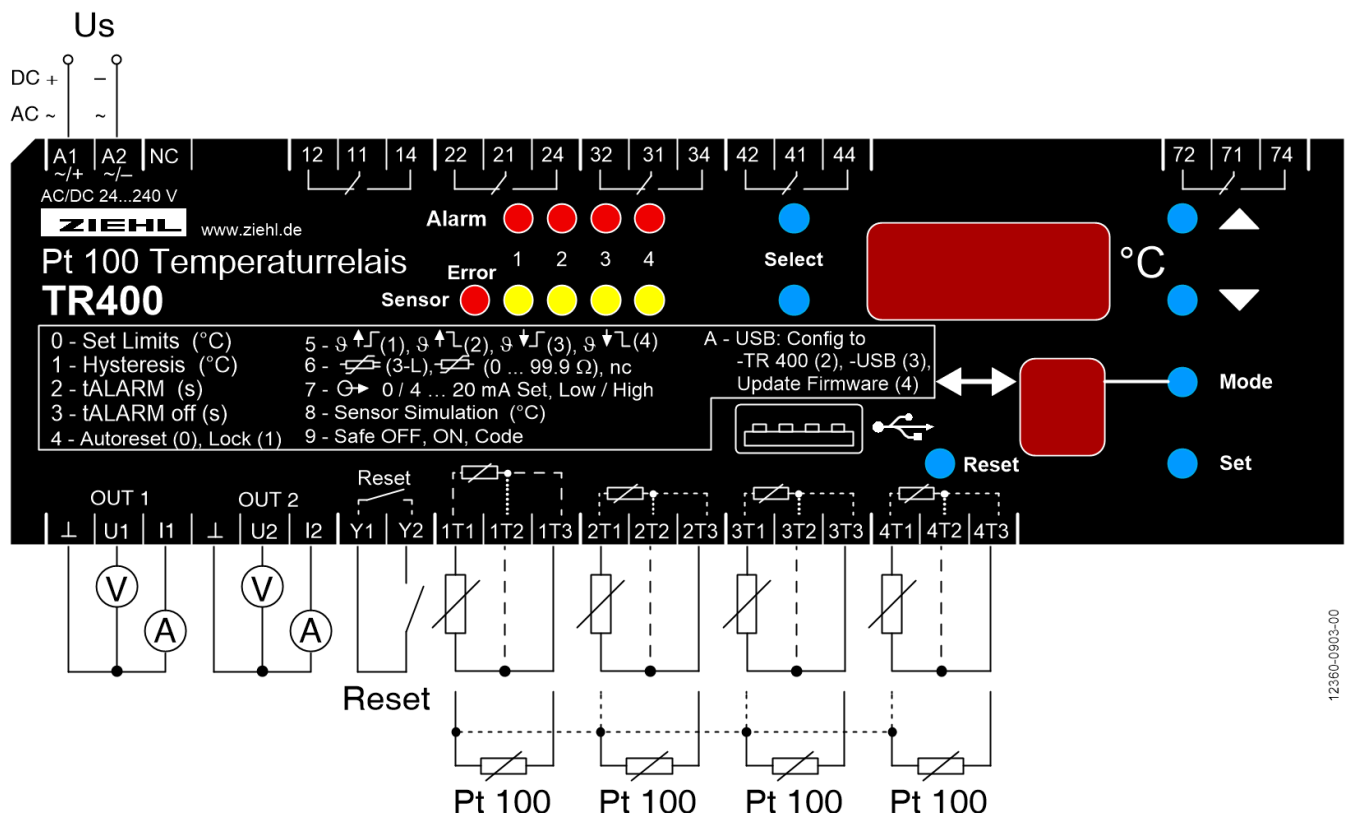 Us
DC + –
AC ~ ~
A1 A2 NC 12 11 14 22 21 24 32 31 34 42 41 44 72 71 74
~/+ ~/–
AC/DC 24...240 V
ZIEHL www.ziehl.de
Alarm
Pt 100 Temperaturrelais
Error 1 2 3 4
Select
°C
TR400
Sensor
0 - Set Limits (°C)
1 - Hysteresis (°C)
2 - tALARM (s)
3 - tALARM off (s)
4 - Autoreset (0), Lock (1)
5 - ϑ (1), ϑ (2), ϑ (3), ϑ (4)
6 - (3-L), (0 ... 99.9 Ω), nc
7 - 0 / 4 ... 20 mA Set, Low / High
8 - Sensor Simulation (°C)
9 - Safe OFF, ON, Code
A - USB: Config to
-TR 400 (2), -USB (3),
Update Firmware (4)
Mode
Reset
Set
OUT 1 OUT 2 Reset
⊥ U1 I1 ⊥ U2 I2 Y1 Y2 1T1 1T2 1T3 2T1 2T2 2T3 3T1 3T2 3T3 4T1 4T2 4T3
V V
A A
Reset
Pt 100 Pt 100 Pt 100 Pt 100
12360-0903-00